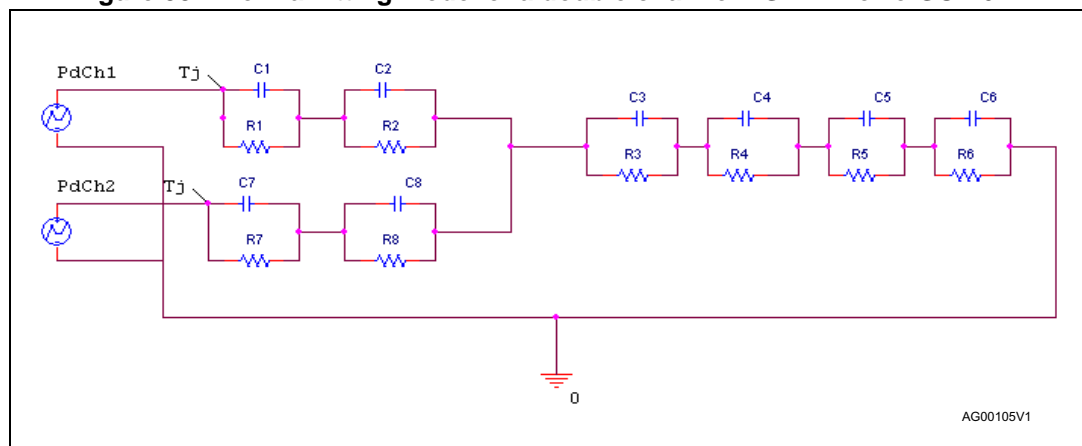 PdCh1
Tj
C1
C2
R1
R2
C3
C4
C5
C6
R3
R4
R5
R6
PdCh2
Tj
C7
C8
R7
R8
0
AG00105V1